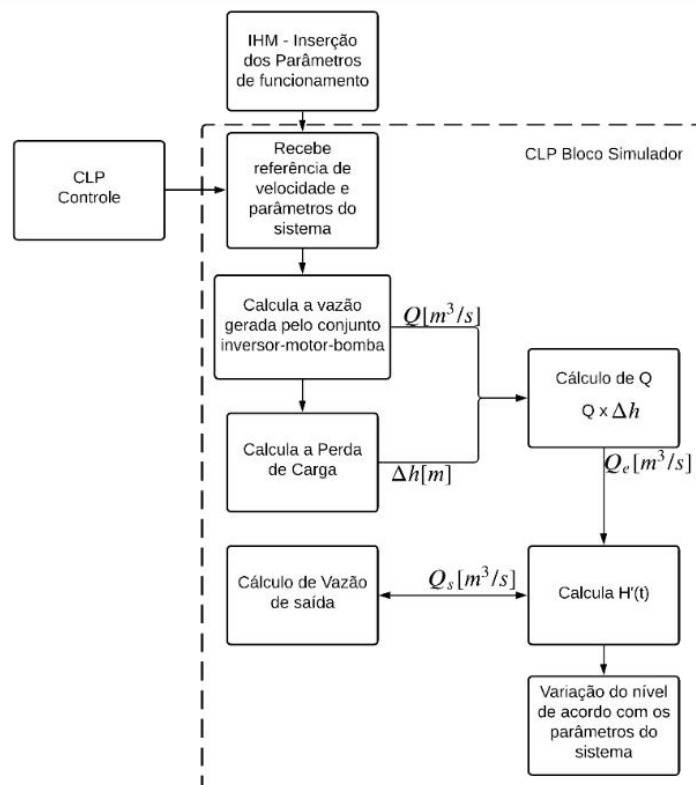 IHM - Inserção
dos Parâmetros
de funcionamento
CLP Bloco Simulador
CLP
Controle
Recebe
referência de
velocidade e
parâmetros do
sistema
Calcula a vazão
gerada pelo conjunto
inversor-motor-bomba
Q[m³/s]
Cálculo de Q
Q x Δh
Calcula a Perda
de Carga
Δh[m]
Qₑ[m³/s]
Cálculo de Vazão
de saída
Qₛ[m³/s]
Calcula H'(t)
Variação do nível
de acordo com os
parâmetros do
sistema